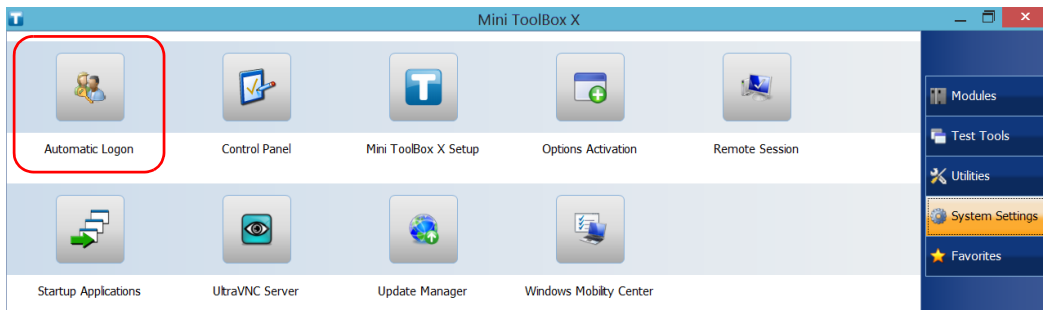 Mini ToolBox X
Automatic Logon
Control Panel
Mini ToolBox X Setup
Options Activation
Remote Session
Startup Applications
UltraVNC Server
Update Manager
Windows Mobility Center
Modules
Test Tools
Utilities
System Settings
Favorites